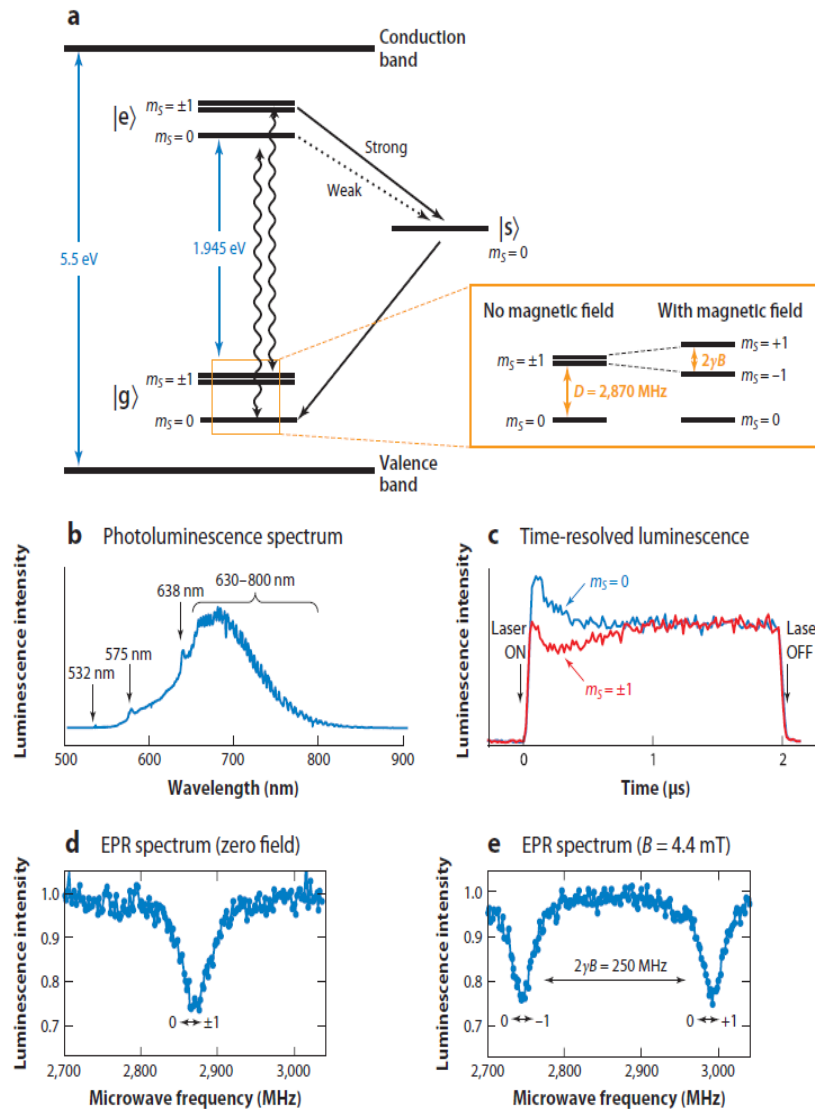 a
Conduction
band
|e⟩
mS = ±1
mS = 0
Strong
Weak
|s⟩
mS = 0
5.5 eV
1.945 eV
No magnetic field
With magnetic field
mS = +1
mS = ±1
2γB
mS = –1
D = 2,870 MHz
mS = 0
mS = 0
|g⟩
mS = ±1
mS = 0
Valence
band
b Photoluminescence spectrum
Luminescence intensity
532 nm
575 nm
638 nm
630–800 nm
500 600 700 800 900
Wavelength (nm)
c Time-resolved luminescence
Luminescence intensity
Laser
ON
mS = 0
mS = ±1
Laser
OFF
0 1 2
Time (μs)
d EPR spectrum (zero field)
Luminescence intensity
1.0
0.9
0.8
0.7
0 ±1
2,700 2,800 2,900 3,000
Microwave frequency (MHz)
e EPR spectrum (B = 4.4 mT)
Luminescence intensity
1.0
0.9
0.8
0.7
2γB = 250 MHz
0 –1
0 +1
2,700 2,800 2,900 3,000
Microwave frequency (MHz)